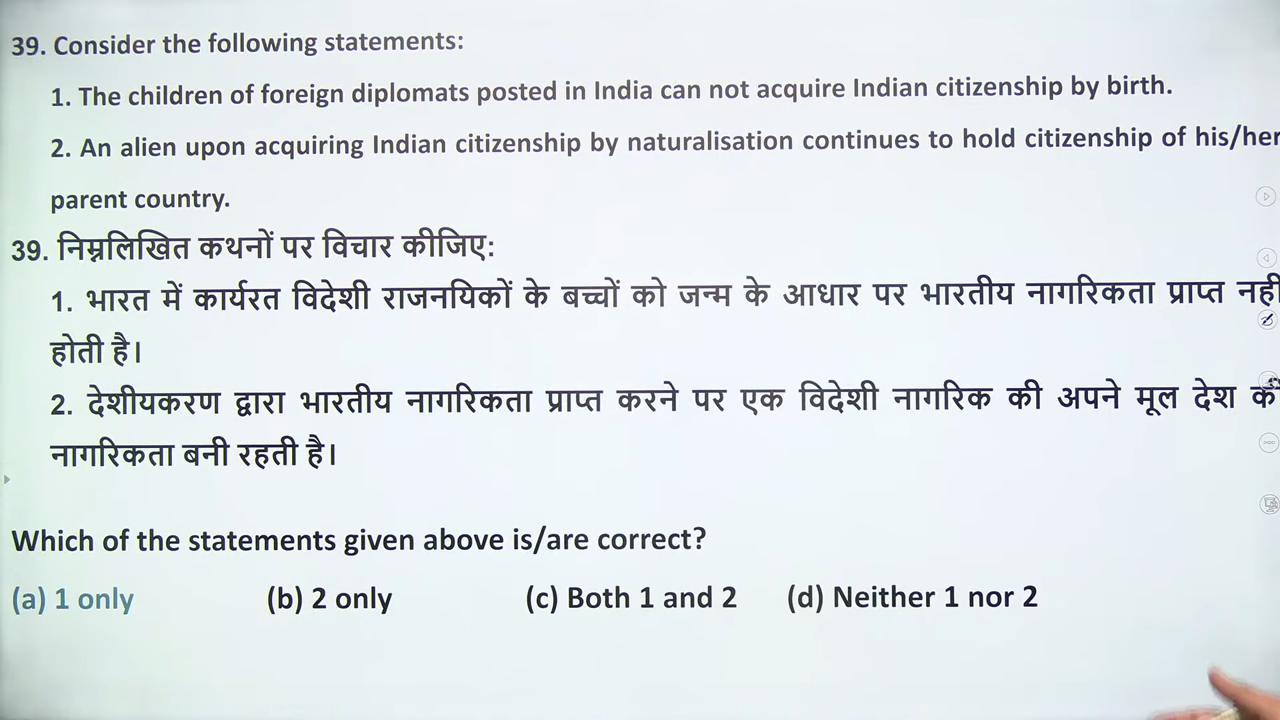 39. Consider the following statements:
1. The children of foreign diplomats posted in India can not acquire Indian citizenship by birth.
2. An alien upon acquiring Indian citizenship by naturalisation continues to hold citizenship of his/her
parent country.
39. निम्नलिखित कथनों पर विचार कीजिए:
1. भारत में कार्यरत विदेशी राजनयिकों के बच्चों को जन्म के आधार पर भारतीय नागरिकता प्राप्त नहीं
होती है।
2. देशीयकरण द्वारा भारतीय नागरिकता प्राप्त करने पर एक विदेशी नागरिक की अपने मूल देश की
नागरिकता बनी रहती है।
Which of the statements given above is/are correct?
(a) 1 only (b) 2 only (c) Both 1 and 2 (d) Neither 1 nor 2